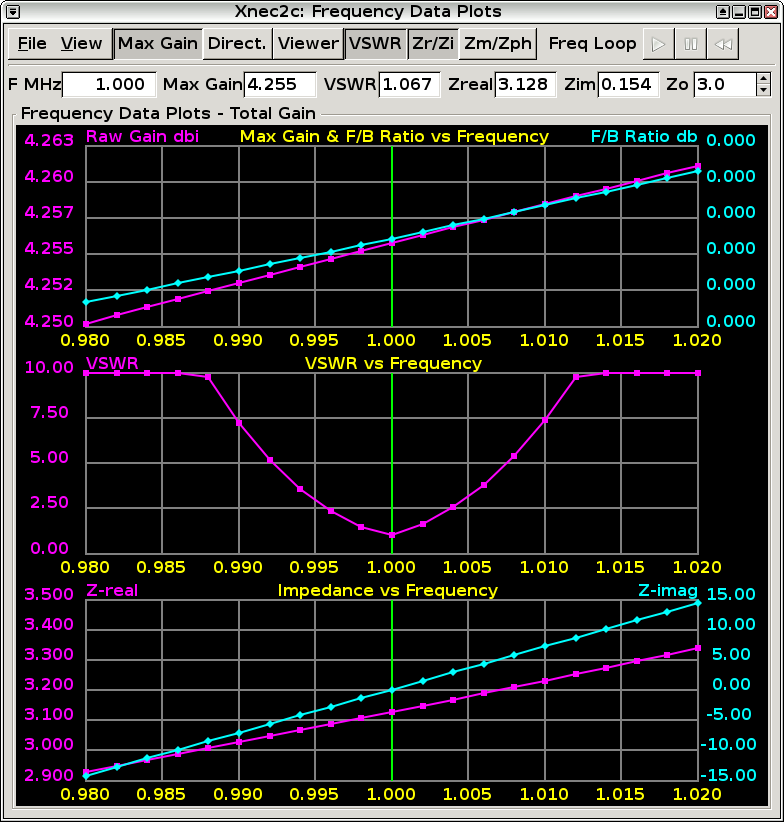 Xnec2c: Frequency Data Plots
File View Max Gain Direct. Viewer VSWR Zr/Zi Zm/Zph Freq Loop
F MHz 1.000 Max Gain 4.255 VSWR 1.067 Zreal 3.128 Zim 0.154 Zo 3.0
Frequency Data Plots - Total Gain
4.263 Raw Gain dbi Max Gain & F/B Ratio vs Frequency F/B Ratio db 0.000
4.260 0.000
4.257 0.000
4.255 0.000
4.252 0.000
4.250 0.000
0.980 0.985 0.990 0.995 1.000 1.005 1.010 1.015 1.020
VSWR VSWR vs Frequency
10.00
7.50
5.00
2.50
0.00
0.980 0.985 0.990 0.995 1.000 1.005 1.010 1.015 1.020
Z-real Impedance vs Frequency Z-imag
3.500 15.00
3.400 10.00
3.300 5.00
3.200 0.00
3.100 -5.00
3.000 -10.00
2.900 -15.00
0.980 0.985 0.990 0.995 1.000 1.005 1.010 1.015 1.020